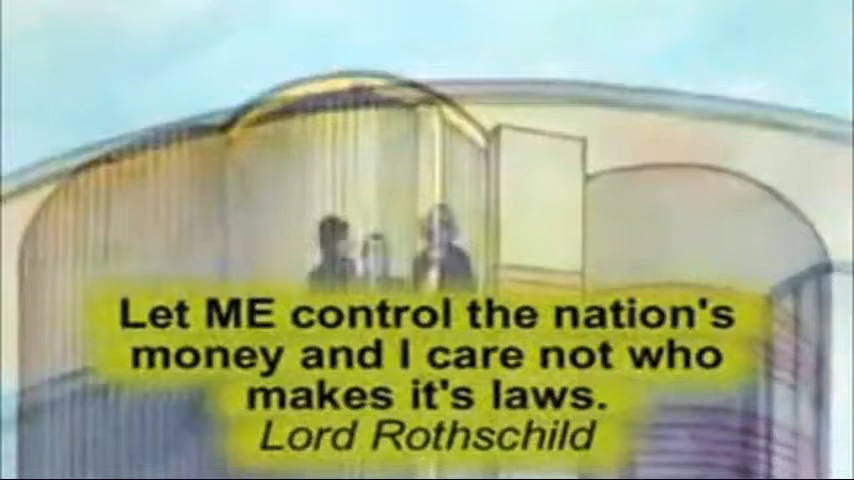 Let ME control the nation's
money and I care not who
makes it's laws.
Lord Rothschild